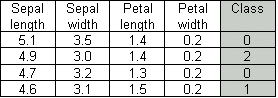 Sepal length Sepal width Petal length Petal width Class
5.1 3.5 1.4 0.2 0
4.9 3.0 1.4 0.2 2
4.7 3.2 1.3 0.2 0
4.6 3.1 1.5 0.2 1